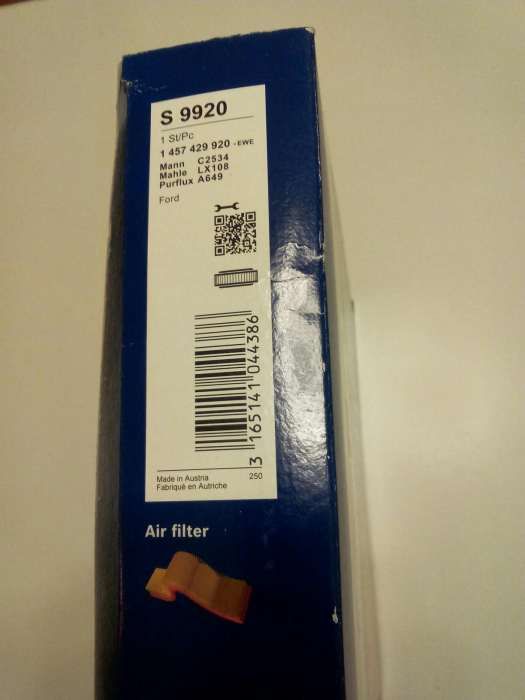 S 9920
1 St/Pc
1 457 429 920 - EWE
Mann C2534
Mahle LX108
Purflux A649
Ford
3 165141 044386
Made in Austria 250
Fabriqué en Autriche
Air filter